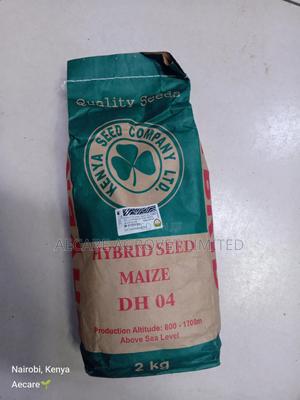 Quality Seeds
KENYA SEED COMPANY LTD.
HYBRID SEED
MAIZE
DH 04
Production Altitude: 800 - 1700m
Above Sea Level
2 kg
Nairobi, Kenya
Aecare🌱